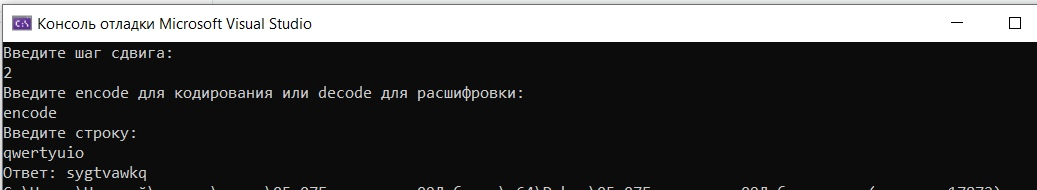 Консоль отладки Microsoft Visual Studio
Введите шаг сдвига:
2
Введите encode для кодирования или decode для расшифровки:
encode
Введите строку:
qwertyuio
Ответ: sygtvawkq